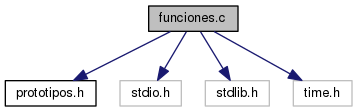 funciones.c
prototipos.h
stdio.h
stdlib.h
time.h